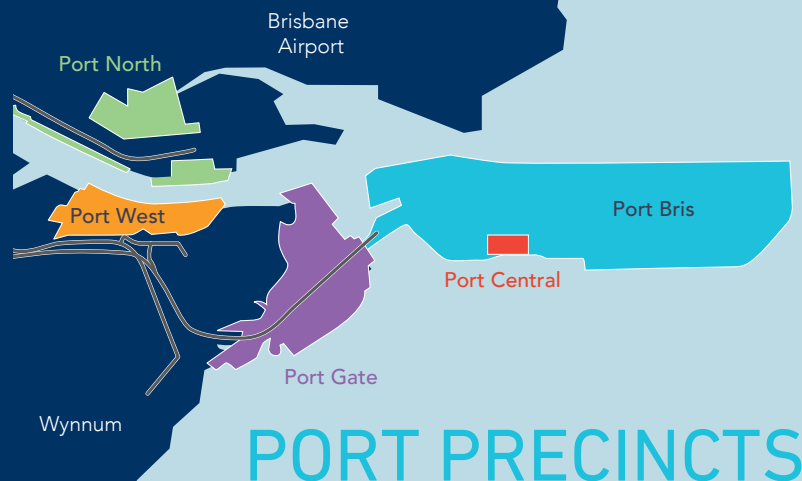 Brisbane
Airport
Port North
Port West
Port Bris
Port Central
Port Gate
Wynnum
PORT PRECINCTS